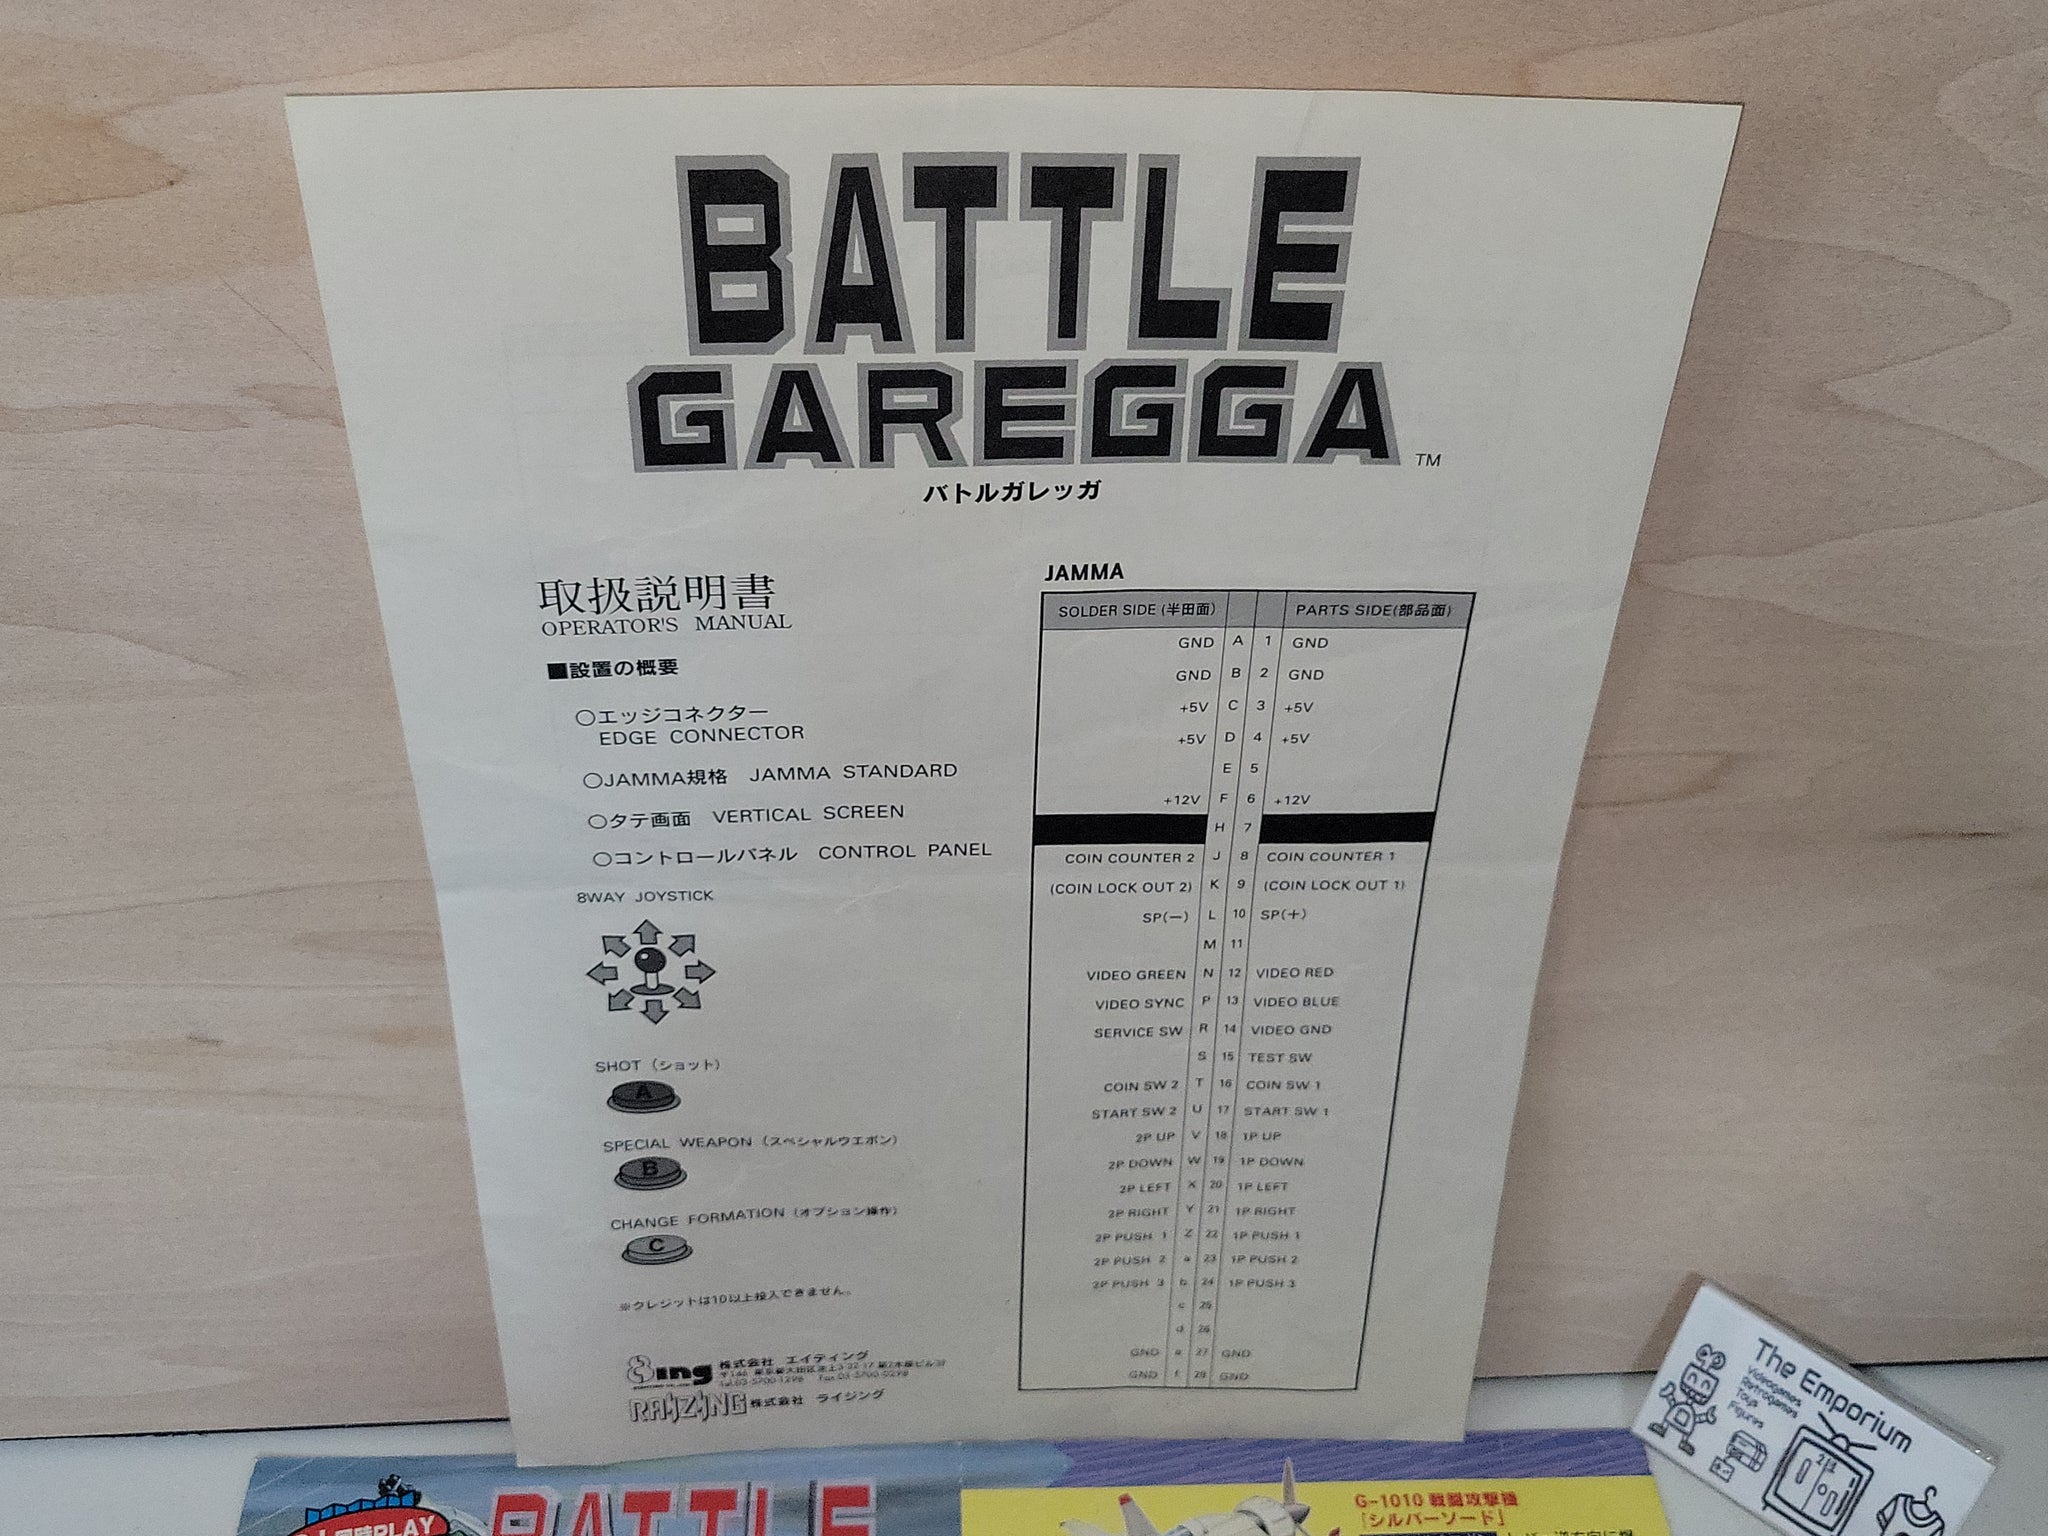 BATTLE
GAREGGA
TM
バトルガレッガ
取扱説明書
OPERATOR'S MANUAL
■設置の概要
○エッジコネクター
EDGE CONNECTOR
○JAMMA規格 JAMMA STANDARD
○タテ画面 VERTICAL SCREEN
○コントロールパネル CONTROL PANEL
8WAY JOYSTICK
SHOT (ショット)
A
SPECIAL WEAPON (スペシャルウエポン)
B
CHANGE FORMATION (オプション操作)
C
※クレジットは10以上投入できません。
8ing 株式会社 エイティング
RAIZING 株式会社 ライジング
JAMMA
SOLDER SIDE (半田面) PARTS SIDE(部品面)
GND A 1 GND
GND B 2 GND
+5V C 3 +5V
+5V D 4 +5V
E 5
+12V F 6 +12V
H 7
COIN COUNTER 2 J 8 COIN COUNTER 1
(COIN LOCK OUT 2) K 9 (COIN LOCK OUT 1)
SP(−) L 10 SP(+)
M 11
VIDEO GREEN N 12 VIDEO RED
VIDEO SYNC P 13 VIDEO BLUE
SERVICE SW R 14 VIDEO GND
S 15 TEST SW
COIN SW 2 T 16 COIN SW 1
START SW 2 U 17 START SW 1
2P UP V 18 1P UP
2P DOWN W 19 1P DOWN
2P LEFT X 20 1P LEFT
2P RIGHT Y 21 1P RIGHT
2P PUSH 1 Z 22 1P PUSH 1
2P PUSH 2 a 23 1P PUSH 2
2P PUSH 3 b 24 1P PUSH 3
c 25
d 26
GND e 27 GND
GND f 28 GND
The Emporium
Videogames
Retrogames
Toys
Figures
PLAY
BATTLE
G-1010 戦闘攻撃機
「シルバーソード」